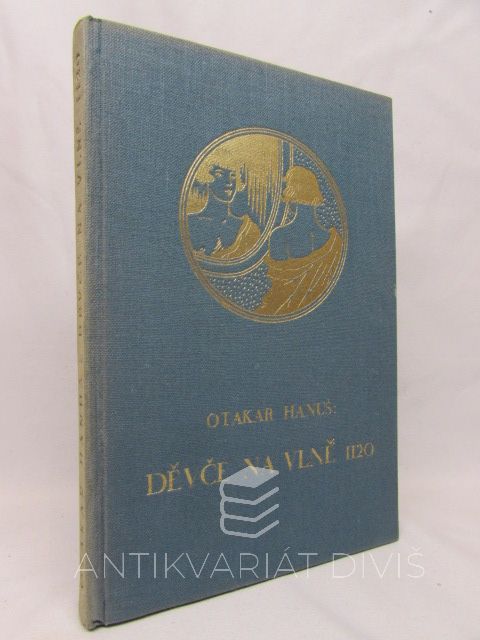 OTAKAR HANUŠ:
DĚVČE NA VLNĚ 1120
ANTIKVARIÁT DIVIŠ